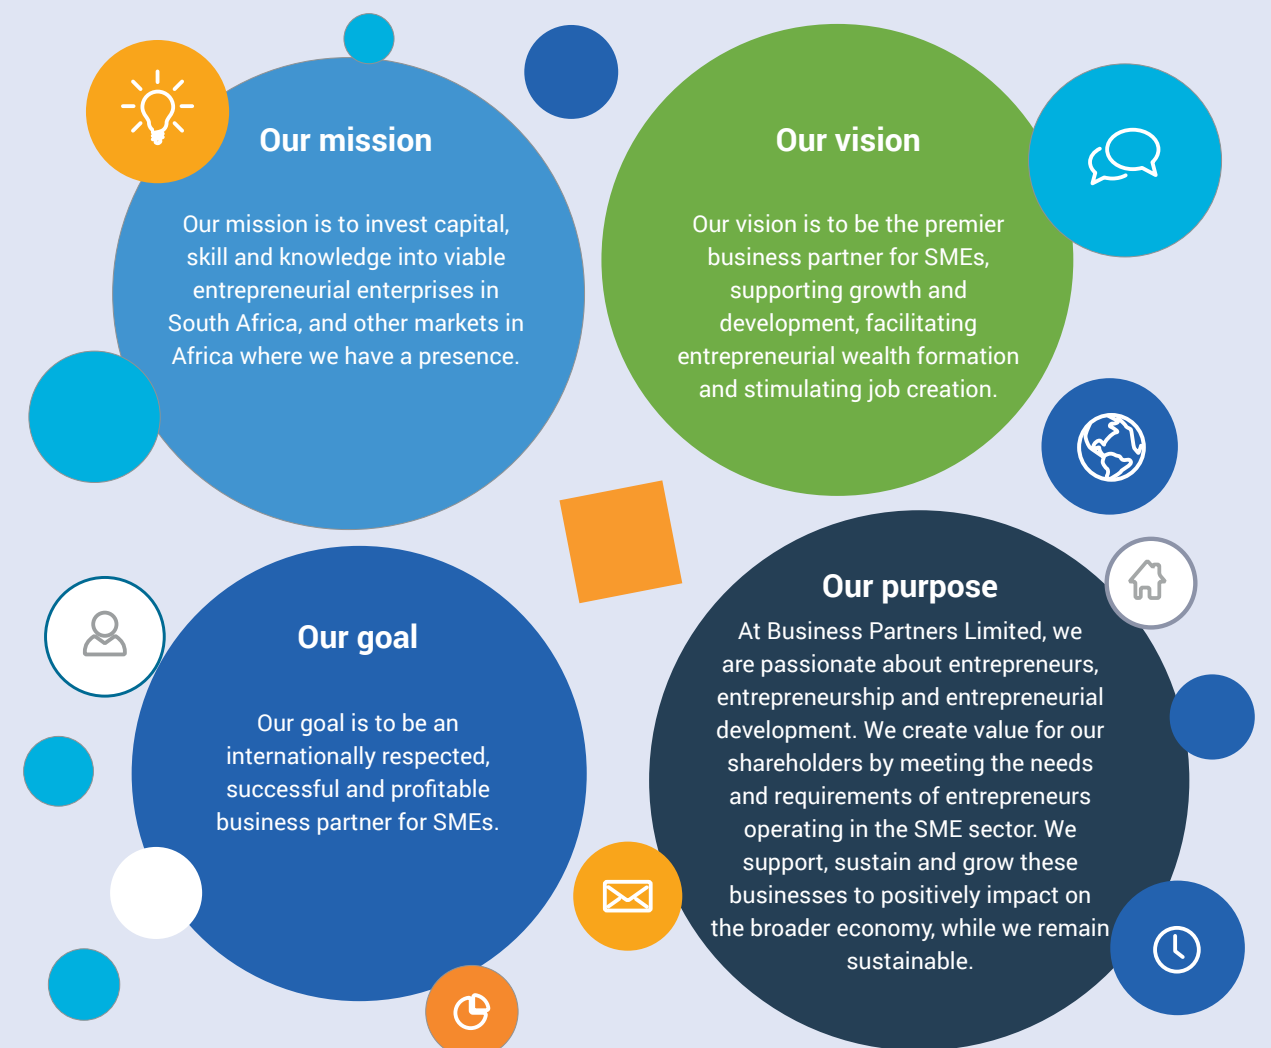 Our mission
Our mission is to invest capital,
skill and knowledge into viable
entrepreneurial enterprises in
South Africa, and other markets in
Africa where we have a presence.
Our vision
Our vision is to be the premier
business partner for SMEs,
supporting growth and
development, facilitating
entrepreneurial wealth formation
and stimulating job creation.
Our goal
Our goal is to be an
internationally respected,
successful and profitable
business partner for SMEs.
Our purpose
At Business Partners Limited, we
are passionate about entrepreneurs,
entrepreneurship and entrepreneurial
development. We create value for our
shareholders by meeting the needs
and requirements of entrepreneurs
operating in the SME sector. We
support, sustain and grow these
businesses to positively impact on
the broader economy, while we remain
sustainable.